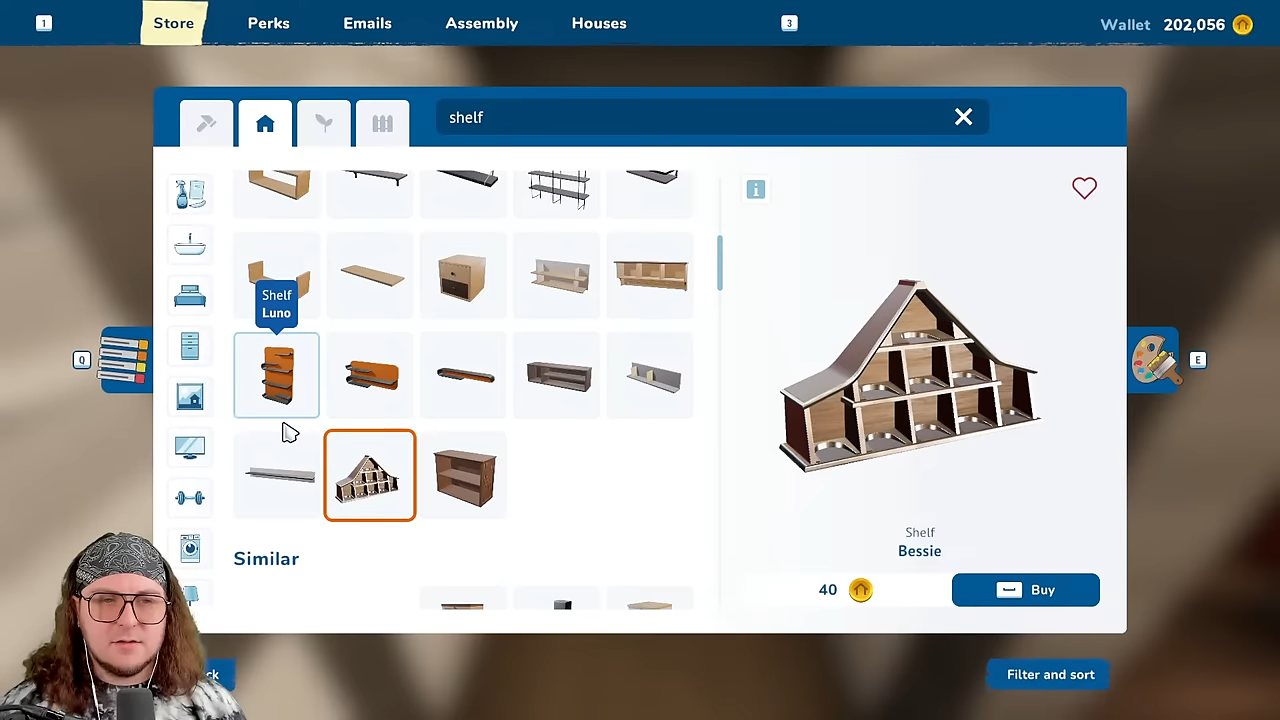 1
Store
Perks
Emails
Assembly
Houses
3
Wallet 202,056
shelf
i
Shelf
Luno
Q
E
Similar
Shelf
Bessie
40
Buy
ck
Filter and sort